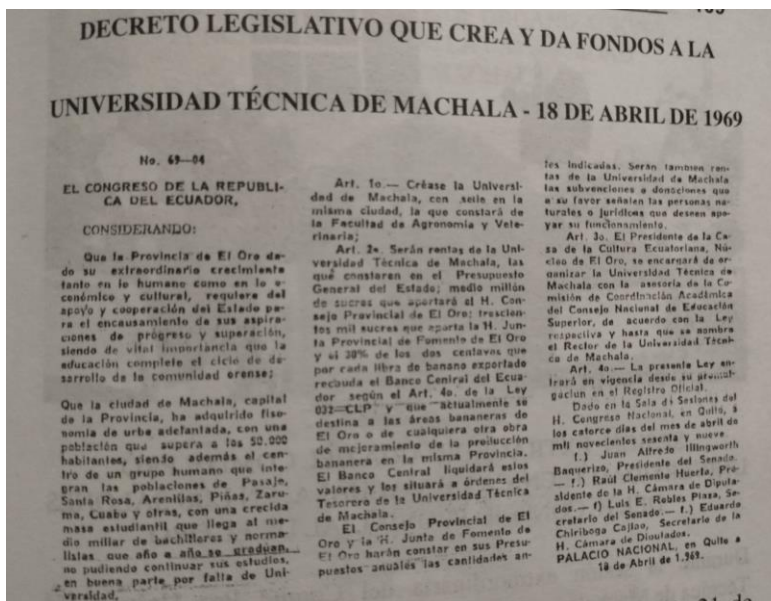 DECRETO LEGISLATIVO QUE CREA Y DA FONDOS A LA
UNIVERSIDAD TÉCNICA DE MACHALA - 18 DE ABRIL DE 1969
No. 69—04
EL CONGRESO DE LA REPUBLI-
CA DEL ECUADOR,
CONSIDERANDO:
Que la Provincia de El Oro da-
do su extraordinario crecimiento
tanto en lo humano como en lo e-
conómico y cultural, requiere del
apoyo y cooperación del Estado pa-
ra el encausamiento de sus aspira-
ciones de progreso y superación,
siendo de vital importancia que la
educación complete el ciclo de de-
sarrollo de la comunidad orense;
Que la ciudad de Machala, capital
de la Provincia, ha adquirido fiso-
nomía de urbe adelantada, con una
población que supera a los 50.000
habitantes, siendo además el cen-
tro de un grupo humano que inte-
gran las poblaciones de Pasaje,
Santa Rosa, Arenillas, Piñas, Zaru-
ma, Guabo y otras, con una crecida
masa estudiantil que llega al me-
dio millar de bachilleres y norma-
listas que año a año se gradúan,
no pudiendo continuar sus estudios,
en buena parte por falta de Uni-
versidad,
Art. 1o.— Créase la Universi-
dad de Machala, con sede en la
misma ciudad, la que constará de
la Facultad de Agronomía y Vete-
rinaria;
Art. 2o. Serán rentas de la Uni-
versidad Técnica de Machala, las
que constaren en el Presupuesto
General del Estado; medio millón
de sucres que aportará el H. Con-
sejo Provincial de El Oro; trescien-
tos mil sucres que aporta la H. Jun-
ta Provincial de Fomento de El Oro
y el 30% de los dos centavos que
por cada libra de banano exportado
recauda el Banco Central del Ecua-
dor según el Art. 4o. de la Ley
032—CLP y que actualmente se
destina a las áreas bananeras de
El Oro o de cualquiera otra obra
de mejoramiento de la producción
bananera en la misma Provincia.
El Banco Central liquidará estos
valores y los situará a órdenes del
Tesorero de la Universidad Técnica
de Machala.
EL Consejo Provincial de El
Oro y la H. Junta de Fomento de
El Oro harán constar en sus Presu-
puestos anuales las cantidades an-
tes indicadas. Serán también ren-
tas de la Universidad de Machala
las subvenciones o donaciones que
a su favor señalen las personas na-
turales o jurídicas que deseen apo-
yar su funcionamiento.
Art. 3o. El Presidente de la Ca-
sa de la Cultura Ecuatoriana, Nú-
cleo de El Oro, se encargará de or-
ganizar la Universidad Técnica de
Machala con la asesoría de la Co-
misión de Coordinación Académica
del Consejo Nacional de Educación
Superior, de acuerdo con la Ley
respectiva y hasta que se nombre
el Rector de la Universidad Técni-
ca de Machala.
Art. 4o.— La presente Ley en-
trará en vigencia desde su promul-
gación en el Registro Oficial.
Dado en la Sala de Sesiones del
H. Congreso Nacional, en Quito, a
los catorce días del mes de abril de
mil novecientos sesenta y nueve
f.) Juan Alfredo Illingworth
Baquerizo, Presidente del Senado.
— f.) Raúl Clemente Huerta, Pre-
sidente de la H. Cámara de Diputa-
dos.— f) Luis E. Robles Plaza, Se-
cretario del Senado.— f.) Eduardo
Chiriboga Cajiao, Secretario de la
H. Cámara de Diputados.
PALACIO NACIONAL, en Quito a
18 de Abril de 1.969.